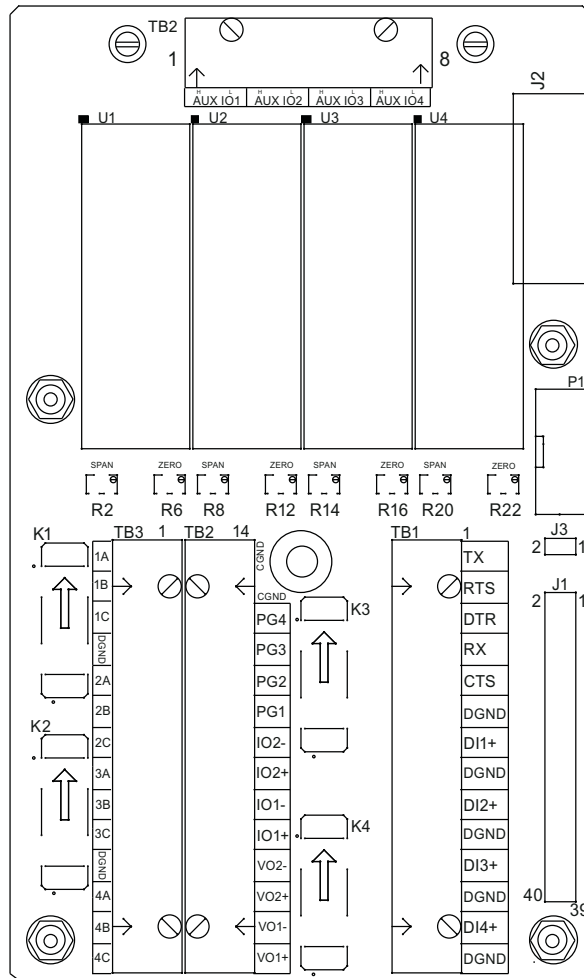 TB2
1 8
H L H L H L H L
AUX IO1 AUX IO2 AUX IO3 AUX IO4
J2
U1 U2 U3 U4
P1
SPAN ZERO SPAN ZERO SPAN ZERO SPAN ZERO
R2 R6 R8 R12 R14 R16 R20 R22
K1
TB3 1 TB2 14
TB1 1
J3
2 1
J1
2 1
40
39
1A
1B
1C
DGND
2A
2B
2C
3A
3B
3C
DGND
4A
4B
4C
K2
CGND
CGND
PG4
PG3
PG2
PG1
IO2-
IO2+
IO1-
IO1+
VO2-
VO2+
VO1-
VO1+
K3
K4
TX
RTS
DTR
RX
CTS
DGND
DI1+
DGND
DI2+
DGND
DI3+
DGND
DI4+
DGND